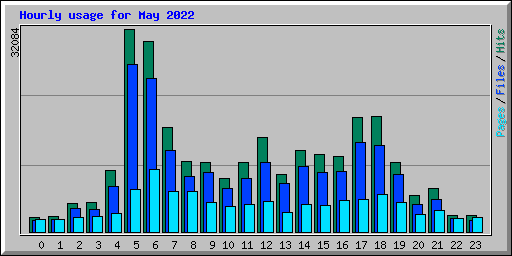 Hourly usage for May 2022
32084
Pages/Files/Hits
0 1 2 3 4 5 6 7 8 9 10 11 12 13 14 15 16 17 18 19 20 21 22 23